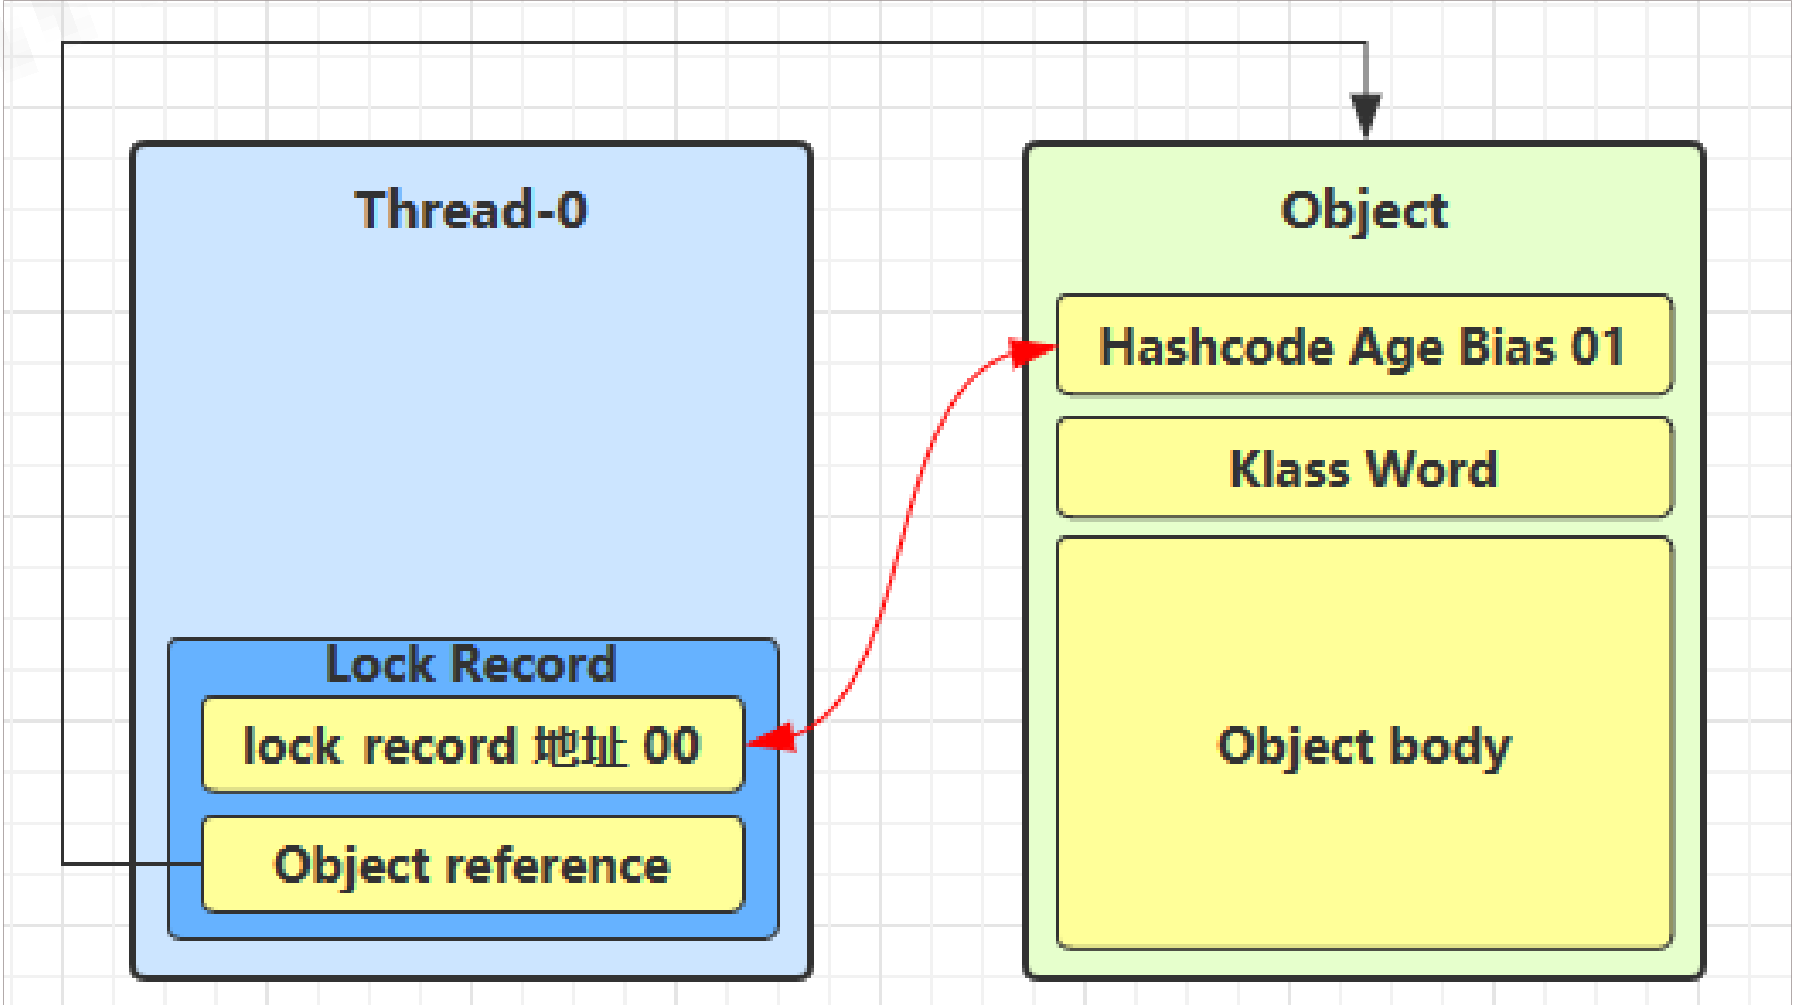 Thread-0
Lock Record
lock record 地址 00
Object reference
Object
Hashcode Age Bias 01
Klass Word
Object body